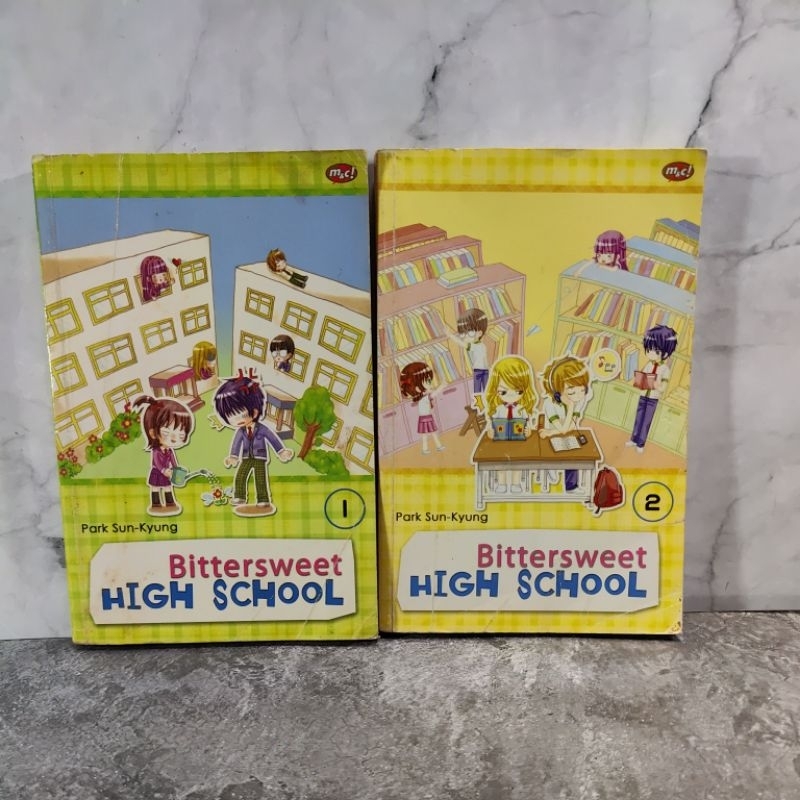 m&c!
1
Park Sun-Kyung
Bittersweet
HIGH SCHOOL
m&c!
2
Park Sun-Kyung
Bittersweet
HIGH SCHOOL